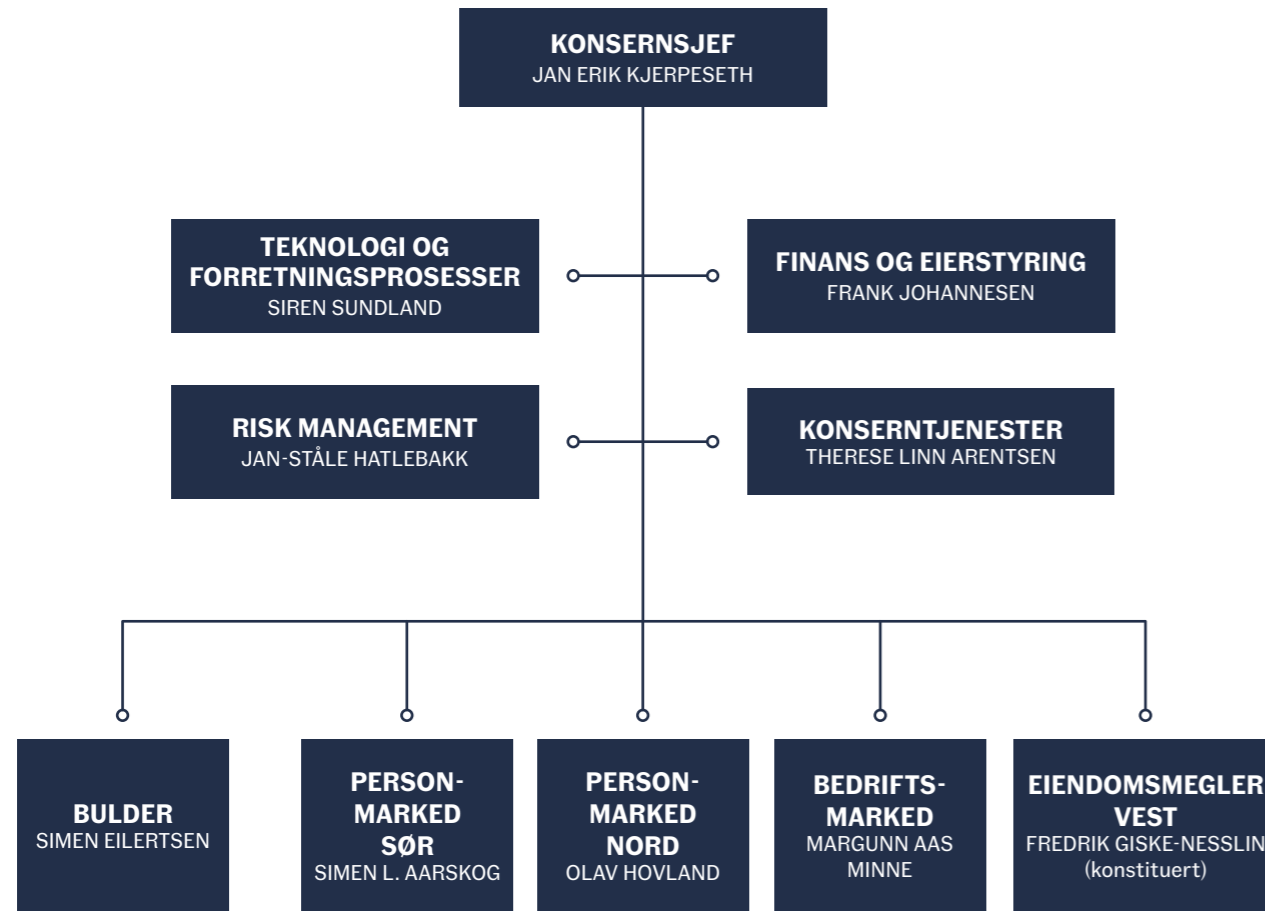 KONSERNSJEF
JAN ERIK KJERPESETH
TEKNOLOGI OG
FORRETNINGSPROSESSER
SIREN SUNDLAND
FINANS OG EIERSTYRING
FRANK JOHANNESEN
RISK MANAGEMENT
JAN-STÅLE HATLEBAKK
KONSERNTJENESTER
THERESE LINN ARENTSEN
BULDER
SIMEN EILERTSEN
PERSON-
MARKED
SØR
SIMEN L. AARSKOG
PERSON-
MARKED
NORD
OLAV HOVLAND
BEDRIFTS-
MARKED
MARGUNN AAS
MINNE
EIENDOMSMEGLER
VEST
FREDRIK GISKE-NESSLIN
(konstituert)